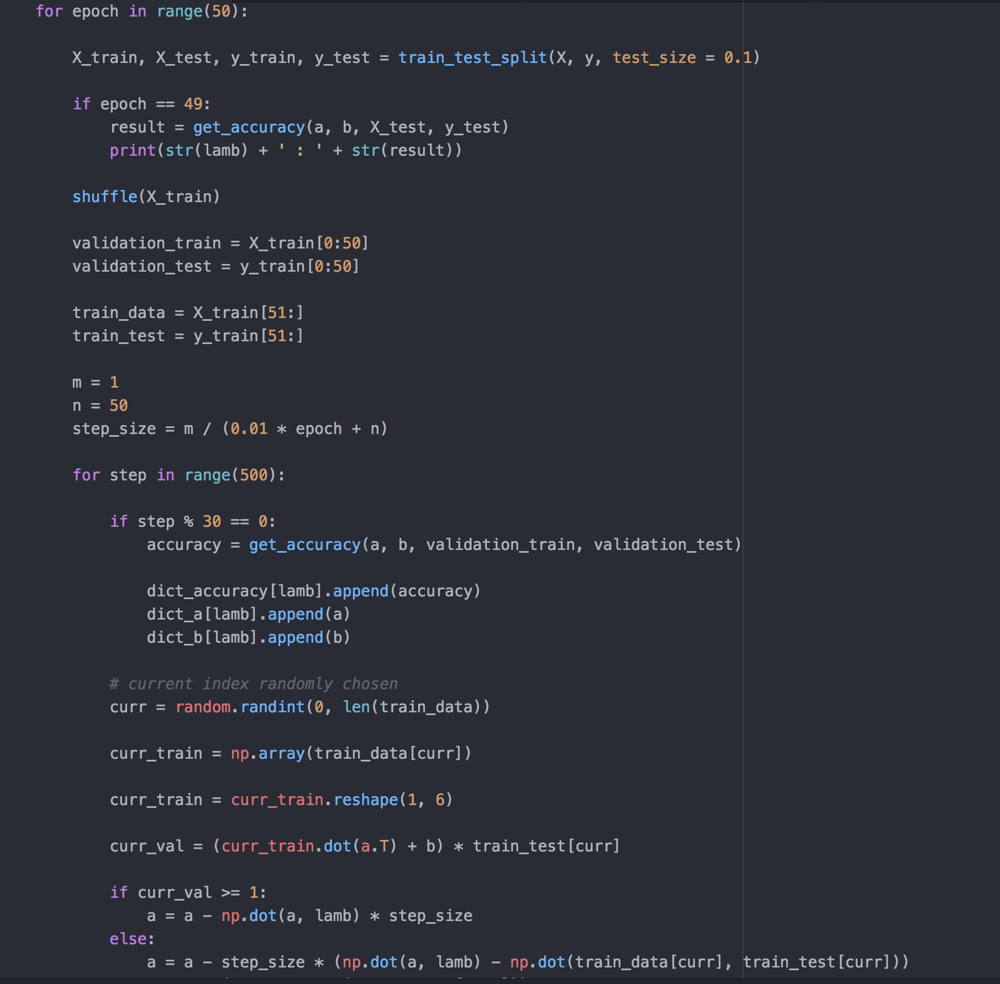 for epoch in range(50):
X_train, X_test, y_train, y_test = train_test_split(X, y, test_size = 0.1)
if epoch == 49:
result = get_accuracy(a, b, X_test, y_test)
print(str(lamb) + ' : ' + str(result))
shuffle(X_train)
validation_train = X_train[0:50]
validation_test = y_train[0:50]
train_data = X_train[51:]
train_test = y_train[51:]
m = 1
n = 50
step_size = m / (0.01 * epoch + n)
for step in range(500):
if step % 30 == 0:
accuracy = get_accuracy(a, b, validation_train, validation_test)
dict_accuracy[lamb].append(accuracy)
dict_a[lamb].append(a)
dict_b[lamb].append(b)
# current index randomly chosen
curr = random.randint(0, len(train_data))
curr_train = np.array(train_data[curr])
curr_train = curr_train.reshape(1, 6)
curr_val = (curr_train.dot(a.T) + b) * train_test[curr]
if curr_val >= 1:
a = a - np.dot(a, lamb) * step_size
else:
a = a - step_size * (np.dot(a, lamb) - np.dot(train_data[curr], train_test[curr]))